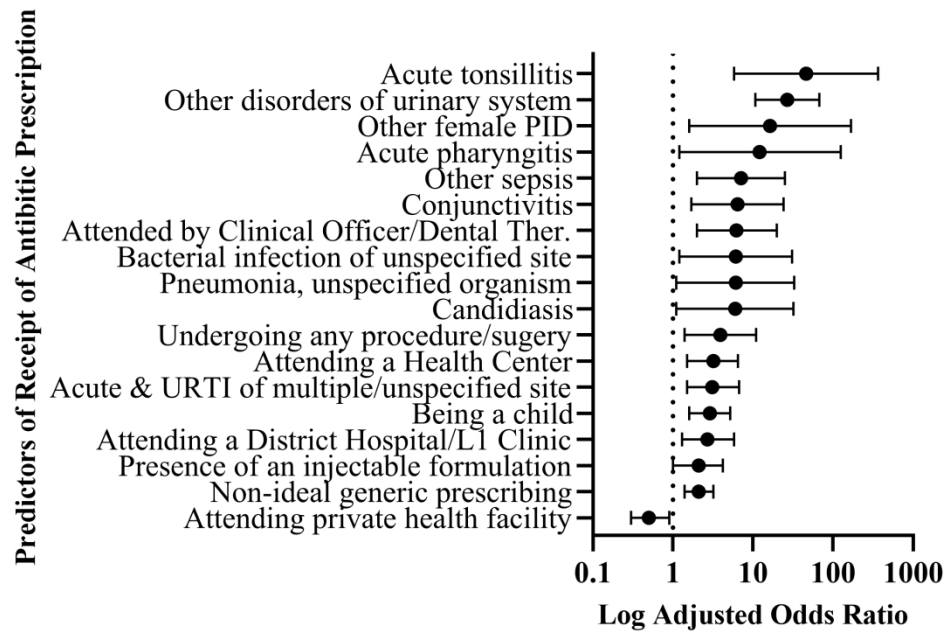 Predictors of Receipt of Antibitic Prescription
Acute tonsillitis
Other disorders of urinary system
Other female PID
Acute pharyngitis
Other sepsis
Conjunctivitis
Attended by Clinical Officer/Dental Ther.
Bacterial infection of unspecified site
Pneumonia, unspecified organism
Candidiasis
Undergoing any procedure/sugery
Attending a Health Center
Acute & URTI of multiple/unspecified site
Being a child
Attending a District Hospital/L1 Clinic
Presence of an injectable formulation
Non-ideal generic prescribing
Attending private health facility
0.1 1 10 100 1000
Log Adjusted Odds Ratio